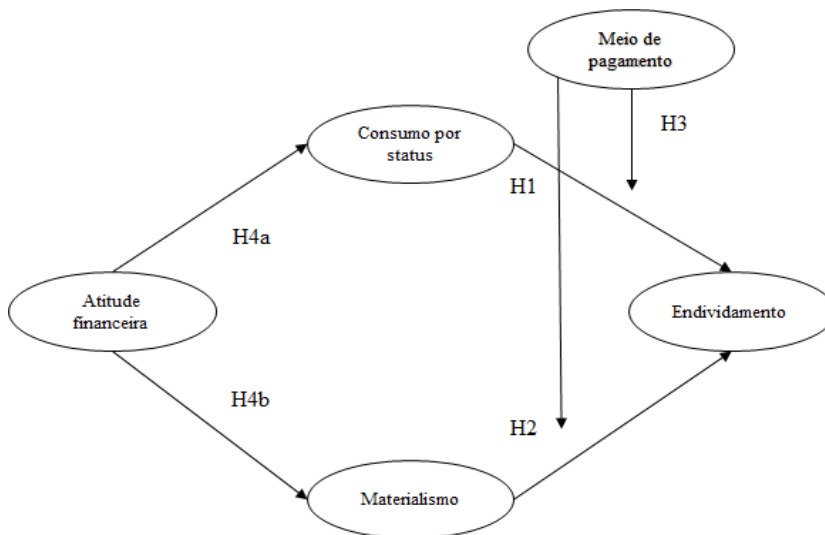 Meio de
pagamento
H3
Consumo por
status
H1
H4a
Atitude
financeira
Endividamento
H4b
H2
Materialismo